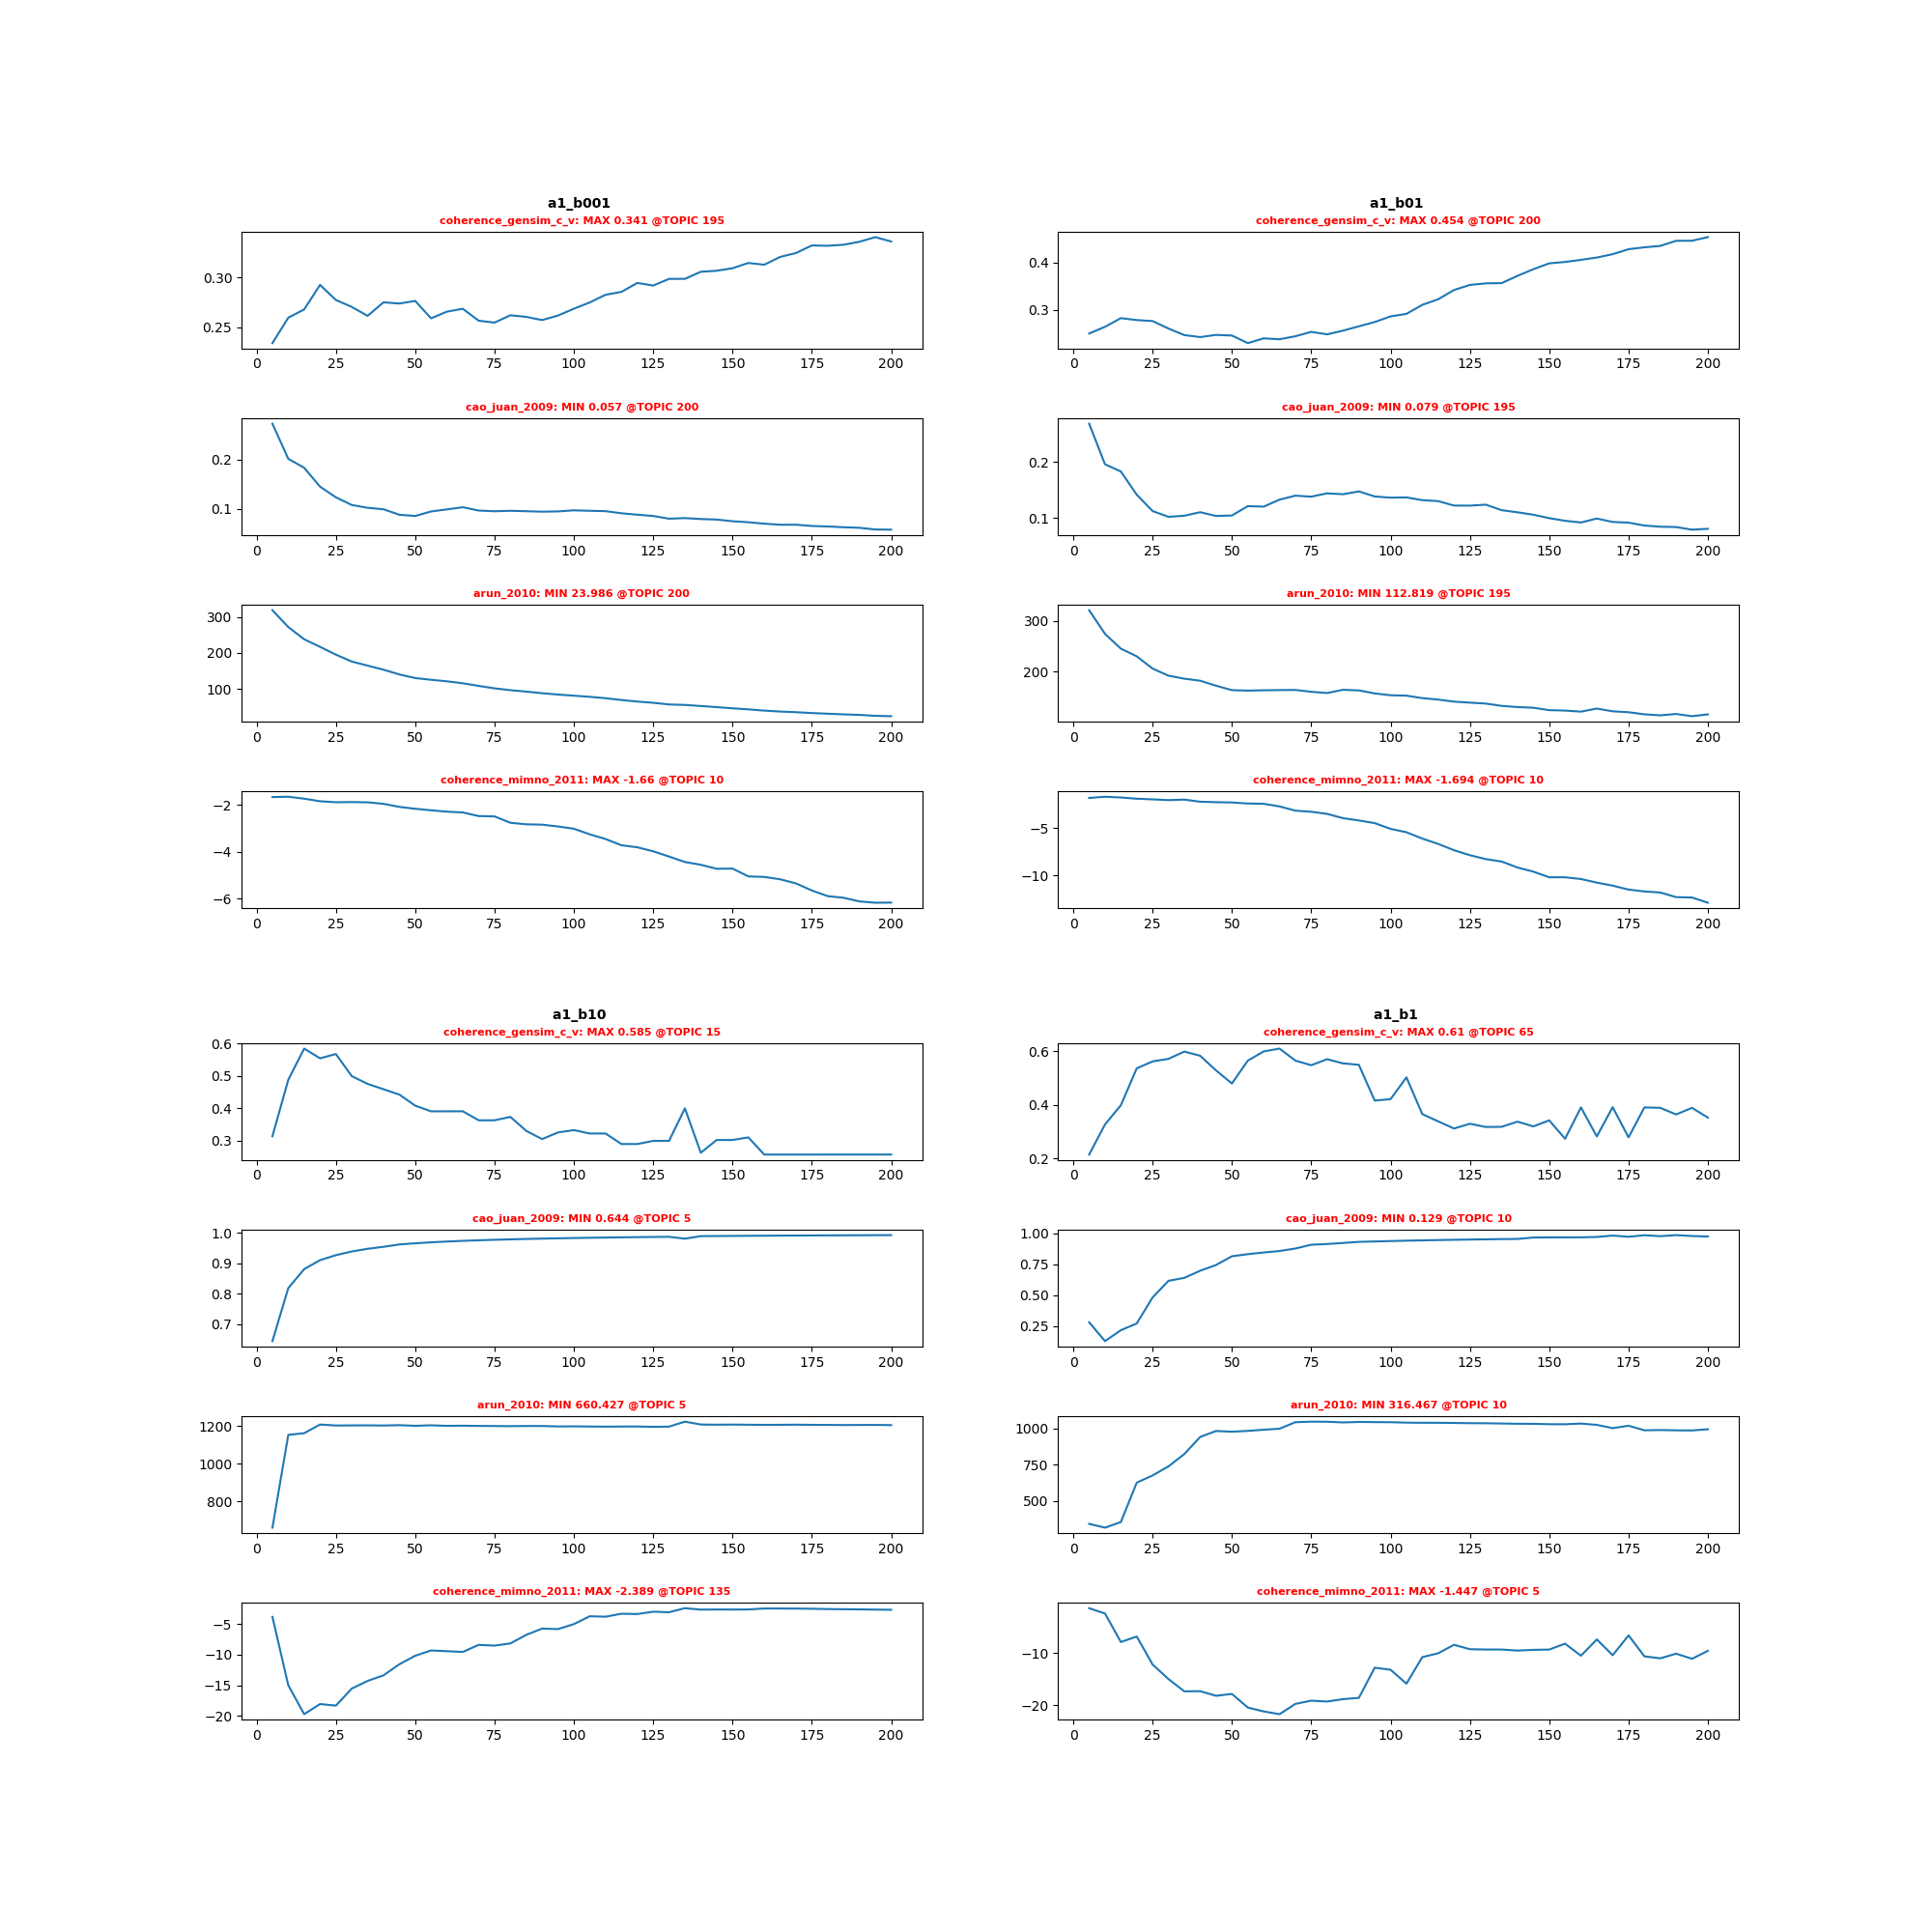 a1_b001
coherence_gensim_c_v: MAX 0.341 @TOPIC 195
0.30
0.25
0 25 50 75 100 125 150 175 200
cao_juan_2009: MIN 0.057 @TOPIC 200
0.2
0.1
0 25 50 75 100 125 150 175 200
arun_2010: MIN 23.986 @TOPIC 200
300
200
100
0 25 50 75 100 125 150 175 200
coherence_mimno_2011: MAX -1.66 @TOPIC 10
−2
−4
−6
0 25 50 75 100 125 150 175 200
a1_b01
coherence_gensim_c_v: MAX 0.454 @TOPIC 200
0.4
0.3
0 25 50 75 100 125 150 175 200
cao_juan_2009: MIN 0.079 @TOPIC 195
0.2
0.1
0 25 50 75 100 125 150 175 200
arun_2010: MIN 112.819 @TOPIC 195
300
200
0 25 50 75 100 125 150 175 200
coherence_mimno_2011: MAX -1.694 @TOPIC 10
−5
−10
0 25 50 75 100 125 150 175 200
a1_b10
coherence_gensim_c_v: MAX 0.585 @TOPIC 15
0.6
0.5
0.4
0.3
0 25 50 75 100 125 150 175 200
cao_juan_2009: MIN 0.644 @TOPIC 5
1.0
0.9
0.8
0.7
0 25 50 75 100 125 150 175 200
arun_2010: MIN 660.427 @TOPIC 5
1200
1000
800
0 25 50 75 100 125 150 175 200
coherence_mimno_2011: MAX -2.389 @TOPIC 135
−5
−10
−15
−20
0 25 50 75 100 125 150 175 200
a1_b1
coherence_gensim_c_v: MAX 0.61 @TOPIC 65
0.6
0.4
0.2
0 25 50 75 100 125 150 175 200
cao_juan_2009: MIN 0.129 @TOPIC 10
1.00
0.75
0.50
0.25
0 25 50 75 100 125 150 175 200
arun_2010: MIN 316.467 @TOPIC 10
1000
750
500
0 25 50 75 100 125 150 175 200
coherence_mimno_2011: MAX -1.447 @TOPIC 5
−10
−20
0 25 50 75 100 125 150 175 200